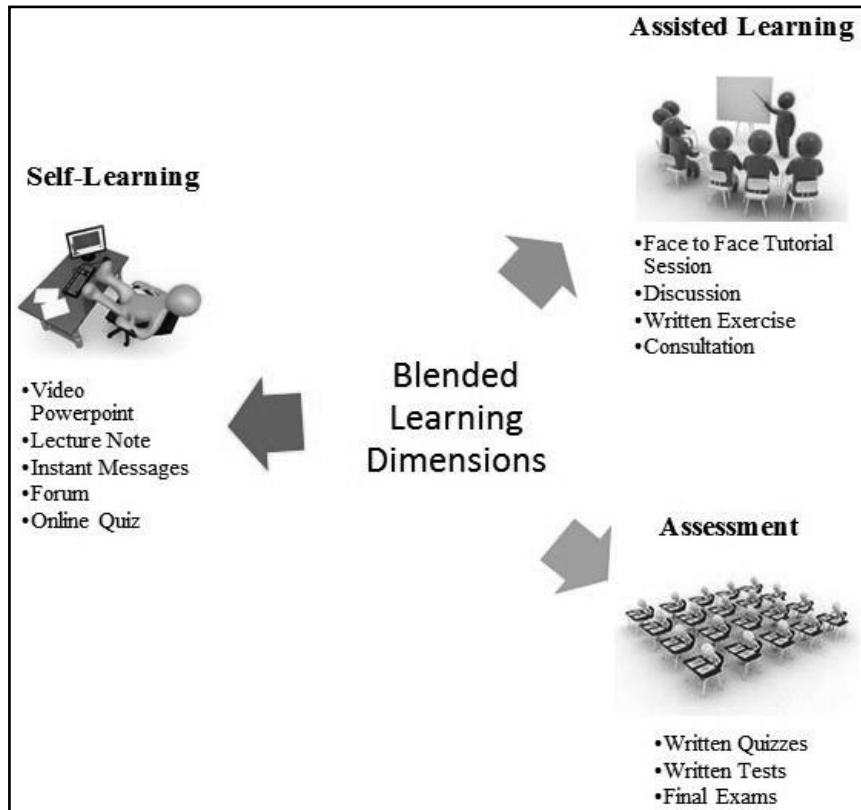 Assisted Learning
•Face to Face Tutorial
Session
•Discussion
•Written Exercise
•Consultation
Self-Learning
•Video
Powerpoint
•Lecture Note
•Instant Messages
•Forum
•Online Quiz
Blended
Learning
Dimensions
Assessment
•Written Quizzes
•Written Tests
•Final Exams